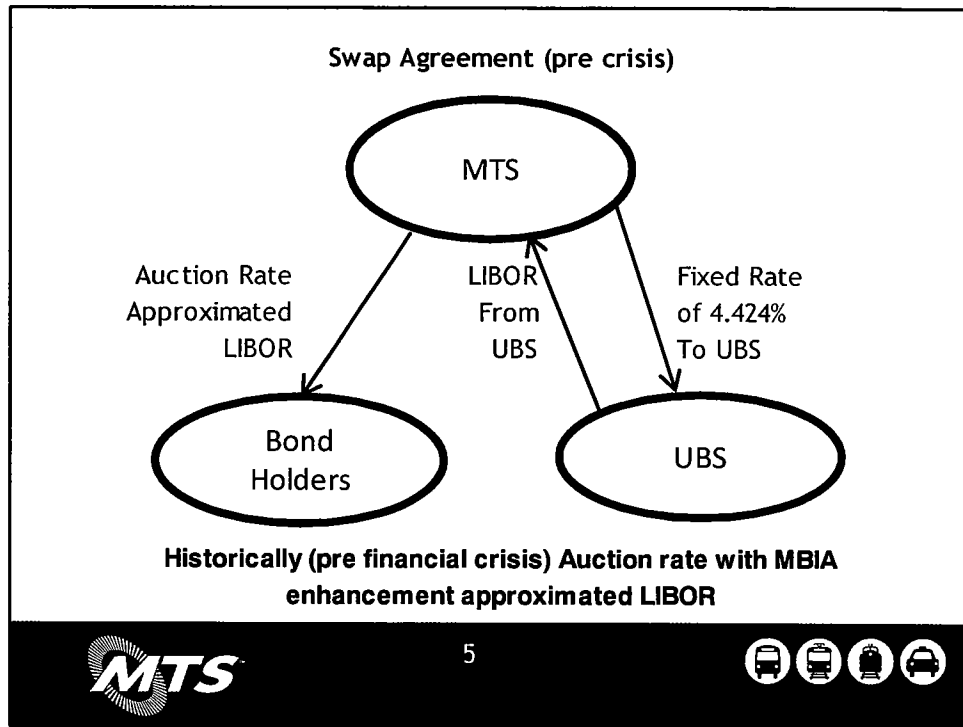 Swap Agreement (pre crisis)
MTS
Auction Rate
Approximated
LIBOR
LIBOR
From
UBS
Fixed Rate
of 4.424%
To UBS
Bond
Holders
UBS
Historically (pre financial crisis) Auction rate with MBIA
enhancement approximated LIBOR
MTS
5